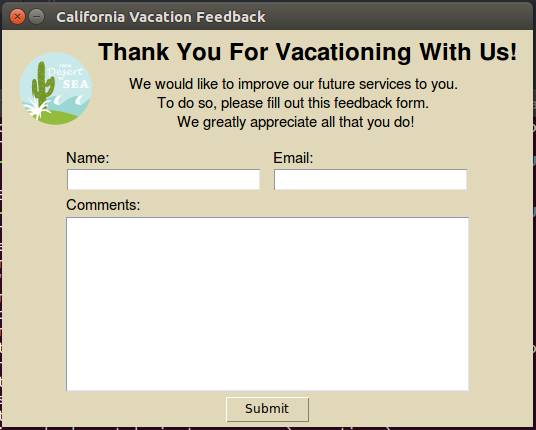 California Vacation Feedback
FROM
Desert
SEA
Thank You For Vacationing With Us!
We would like to improve our future services to you.
To do so, please fill out this feedback form.
We greatly appreciate all that you do!
Name:
Email:
Comments:
Submit